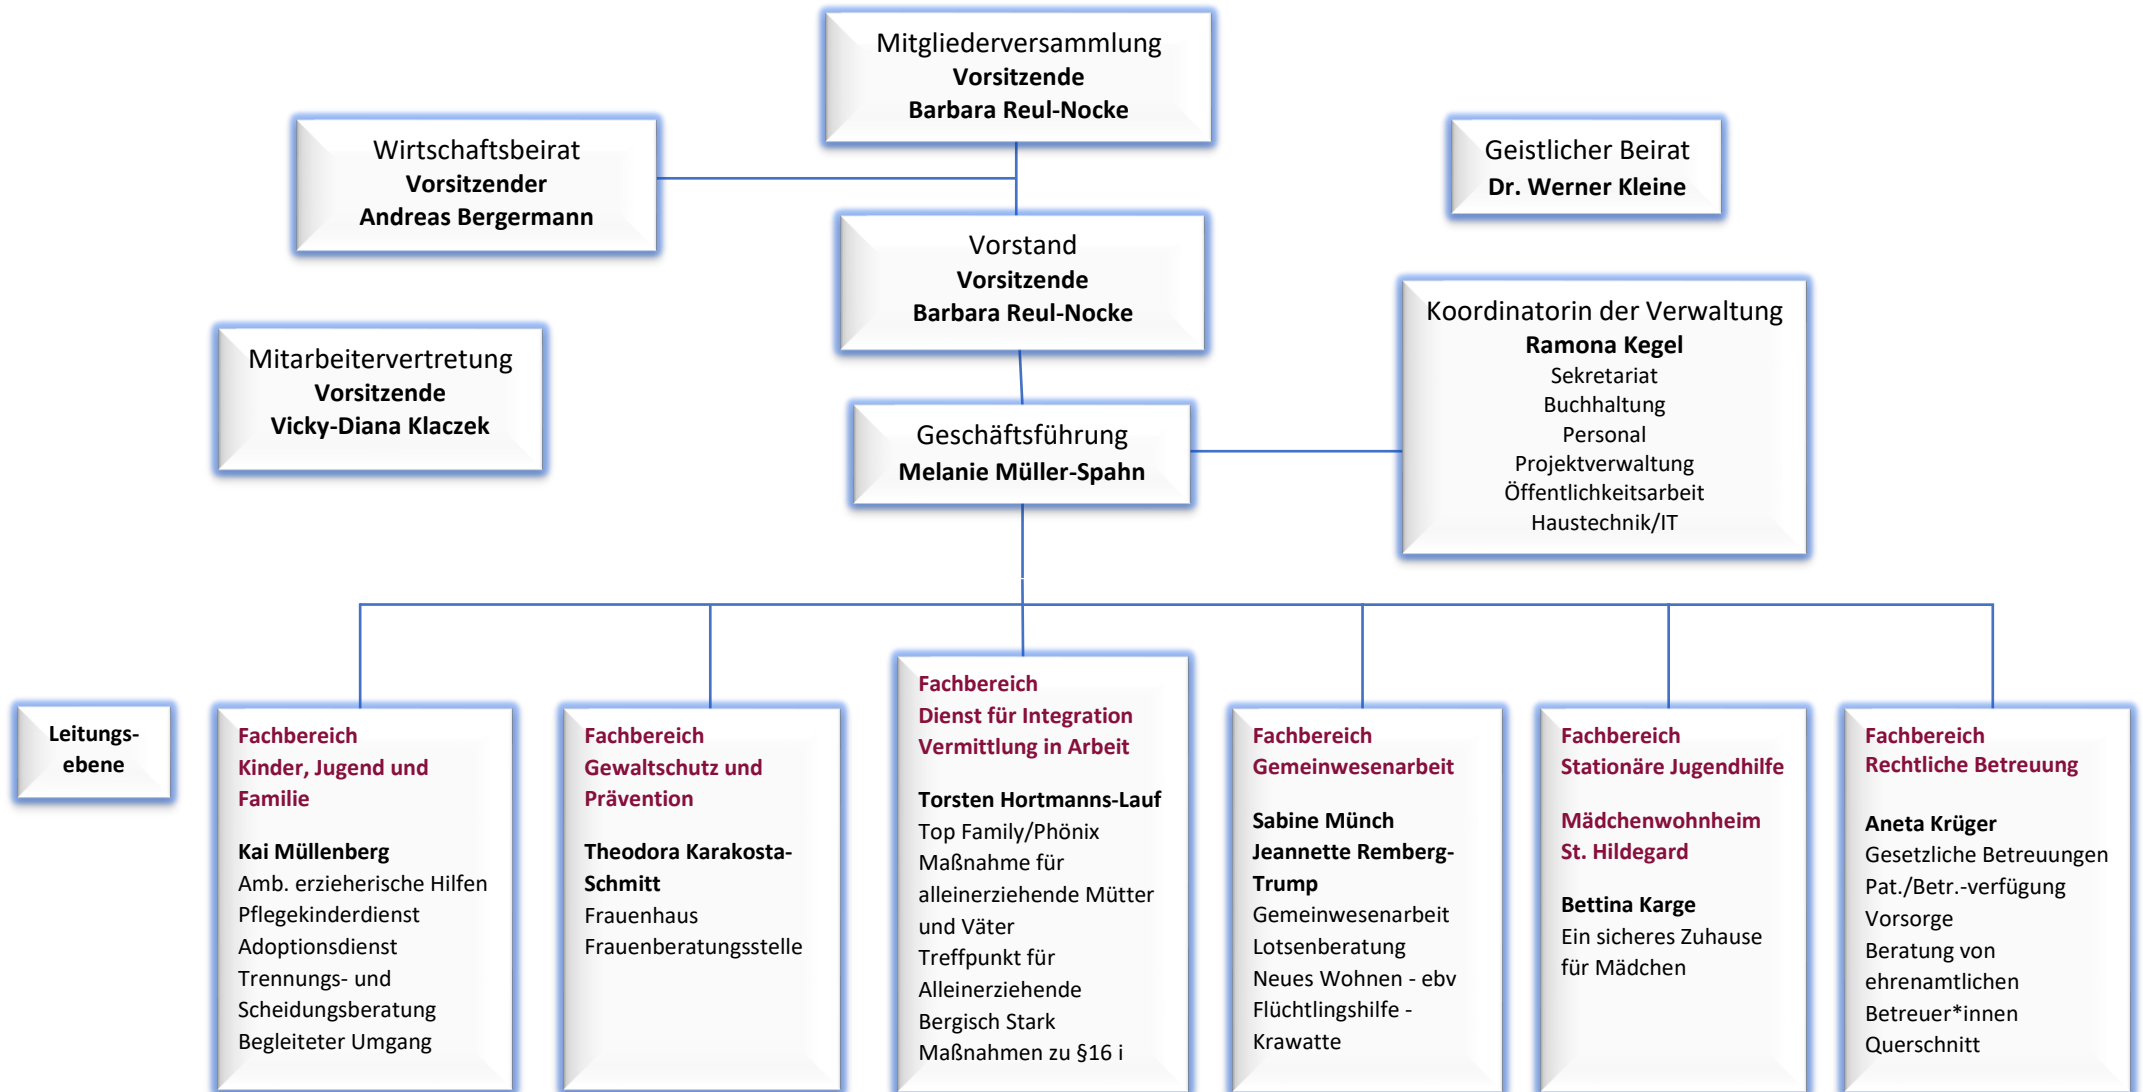 Mitgliederversammlung
Vorsitzende
Barbara Reul-Nocke
Wirtschaftsbeirat
Vorsitzender
Andreas Bergermann
Geistlicher Beirat
Dr. Werner Kleine
Vorstand
Vorsitzende
Barbara Reul-Nocke
Mitarbeitervertretung
Vorsitzende
Vicky-Diana Klaczek
Koordinatorin der Verwaltung
Ramona Kegel
Sekretariat
Buchhaltung
Personal
Projektverwaltung
Öffentlichkeitsarbeit
Haustechnik/IT
Geschäftsführung
Melanie Müller-Spahn
Leitungs-
ebene
Fachbereich
Kinder, Jugend und
Familie
Kai Müllenberg
Amb. erzieherische Hilfen
Pflegekinderdienst
Adoptionsdienst
Trennungs- und
Scheidungsberatung
Begleiteter Umgang
Fachbereich
Gewaltschutz und
Prävention
Theodora Karakosta-
Schmitt
Frauenhaus
Frauenberatungsstelle
Fachbereich
Dienst für Integration
Vermittlung in Arbeit
Torsten Hortmanns-Lauf
Top Family/Phönix
Maßnahme für
alleinerziehende Mütter
und Väter
Treffpunkt für
Alleinerziehende
Bergisch Stark
Maßnahmen zu §16 i
Fachbereich
Gemeinwesenarbeit
Sabine Münch
Jeannette Remberg-
Trump
Gemeinwesenarbeit
Lotsenberatung
Neues Wohnen - ebv
Flüchtlingshilfe -
Krawatte
Fachbereich
Stationäre Jugendhilfe
Mädchenwohnheim
St. Hildegard
Bettina Karge
Ein sicheres Zuhause
für Mädchen
Fachbereich
Rechtliche Betreuung
Aneta Krüger
Gesetzliche Betreuungen
Pat./Betr.-verfügung
Vorsorge
Beratung von
ehrenamtlichen
Betreuer*innen
Querschnitt